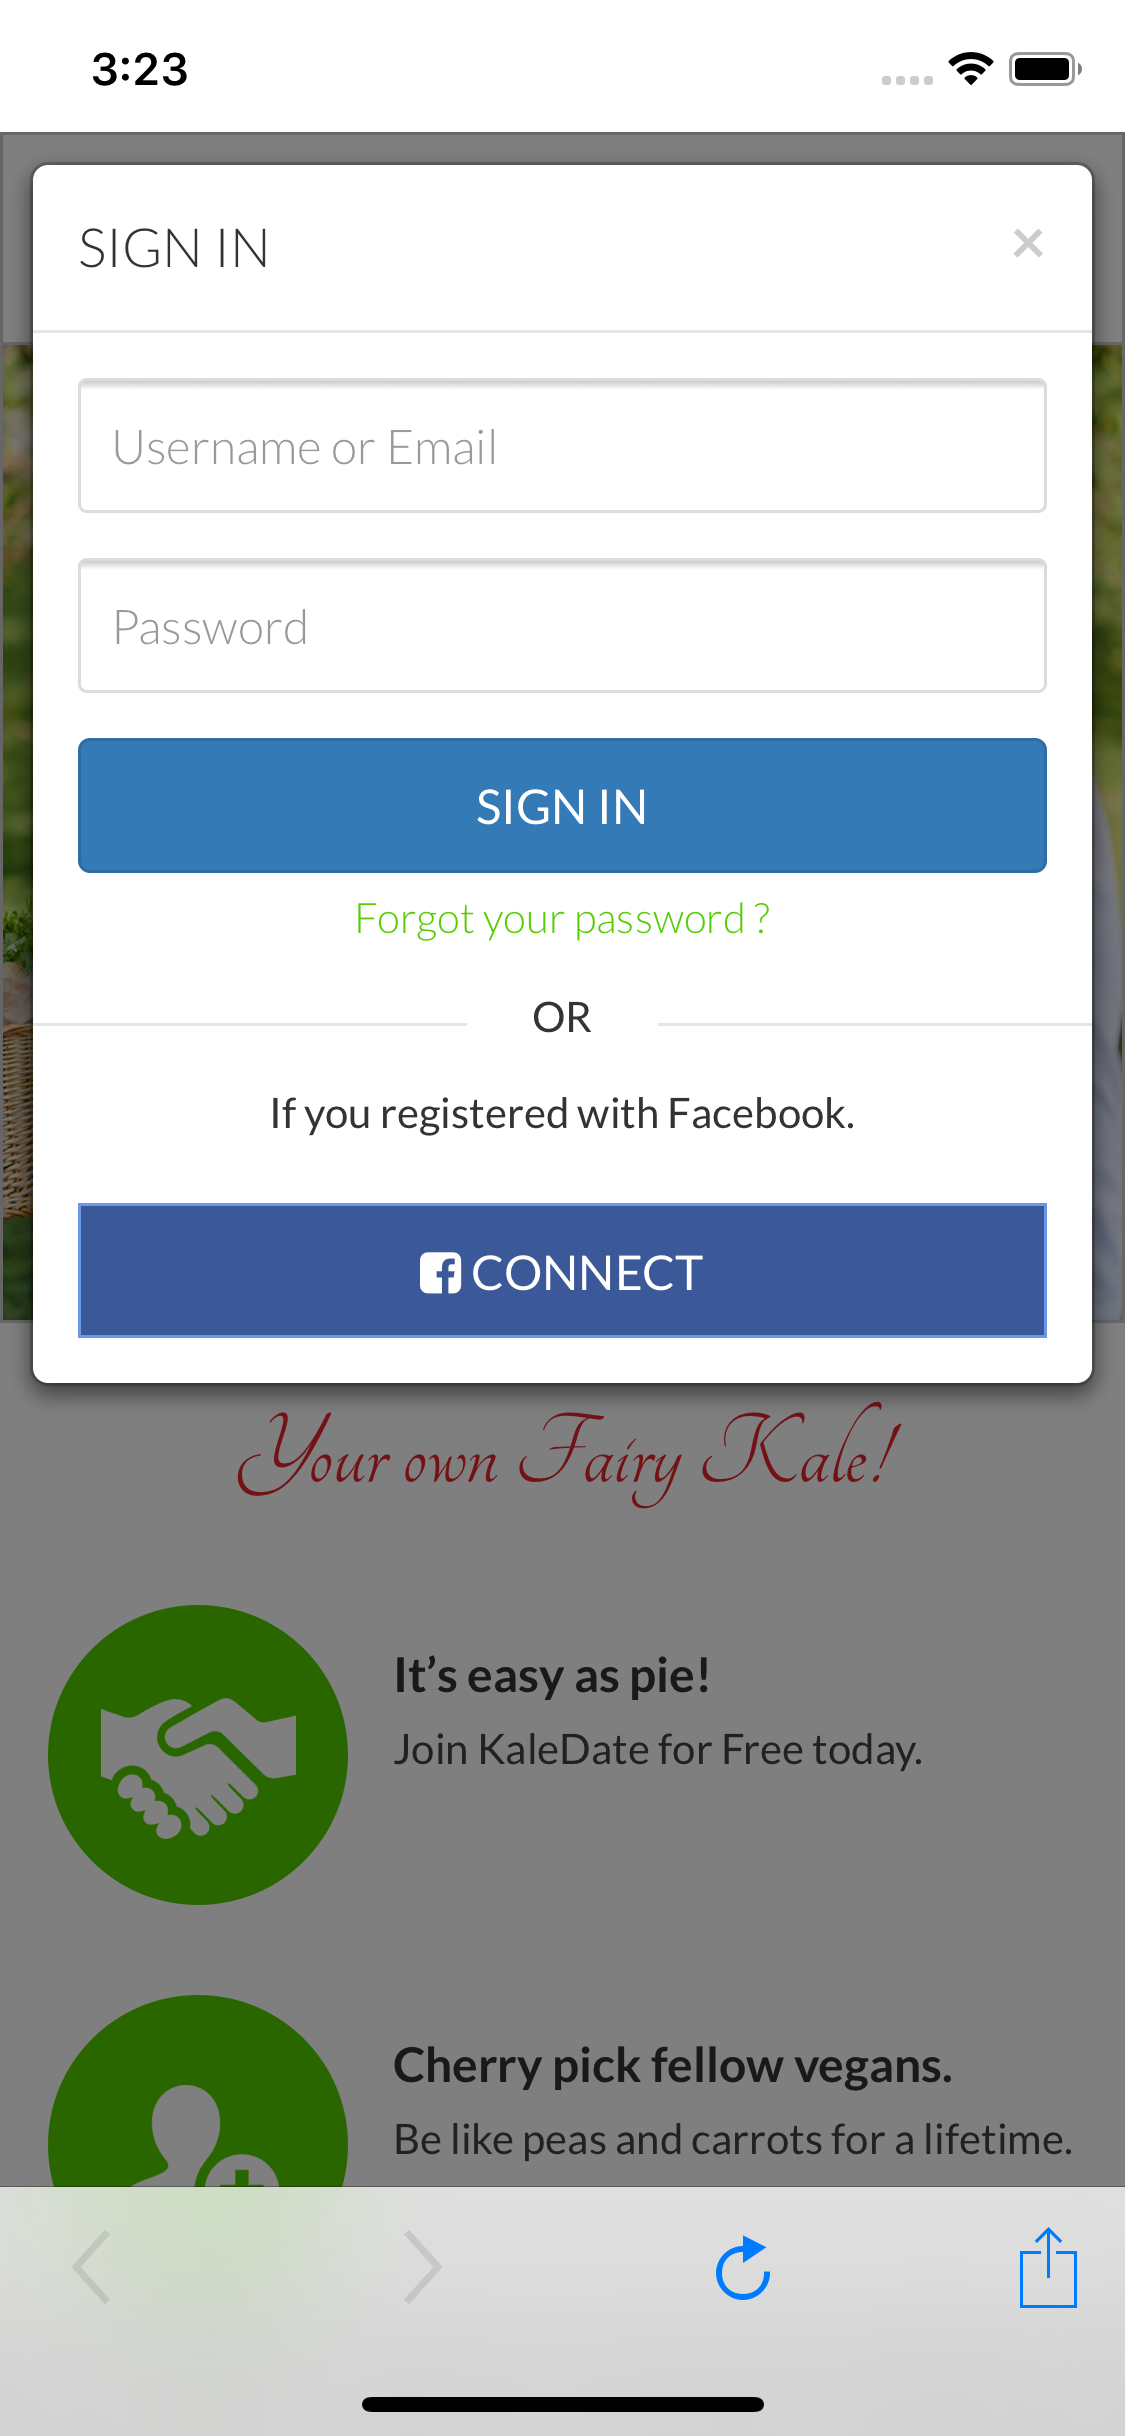 3:23
SIGN IN
×
Username or Email
Password
SIGN IN
Forgot your password ?
OR
If you registered with Facebook.
CONNECT
Your own Fairy Kale!
It's easy as pie!
Join KaleDate for Free today.
Cherry pick fellow vegans.
Be like peas and carrots for a lifetime.